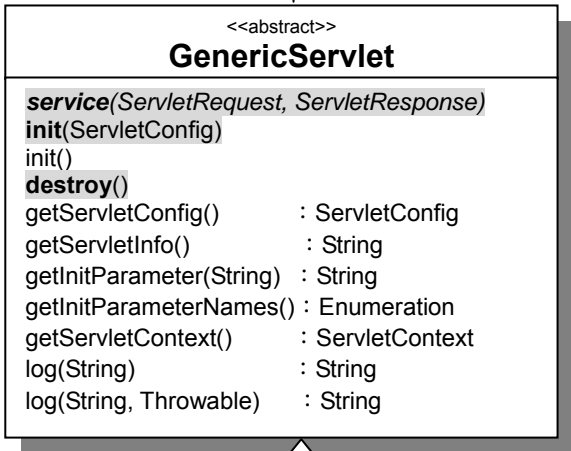 <<abstract>>
GenericServlet
service(ServletRequest, ServletResponse)
init(ServletConfig)
init()
destroy()
getServletConfig() : ServletConfig
getServletInfo() : String
getInitParameter(String) : String
getInitParameterNames() : Enumeration
getServletContext() : ServletContext
log(String) : String
log(String, Throwable) : String